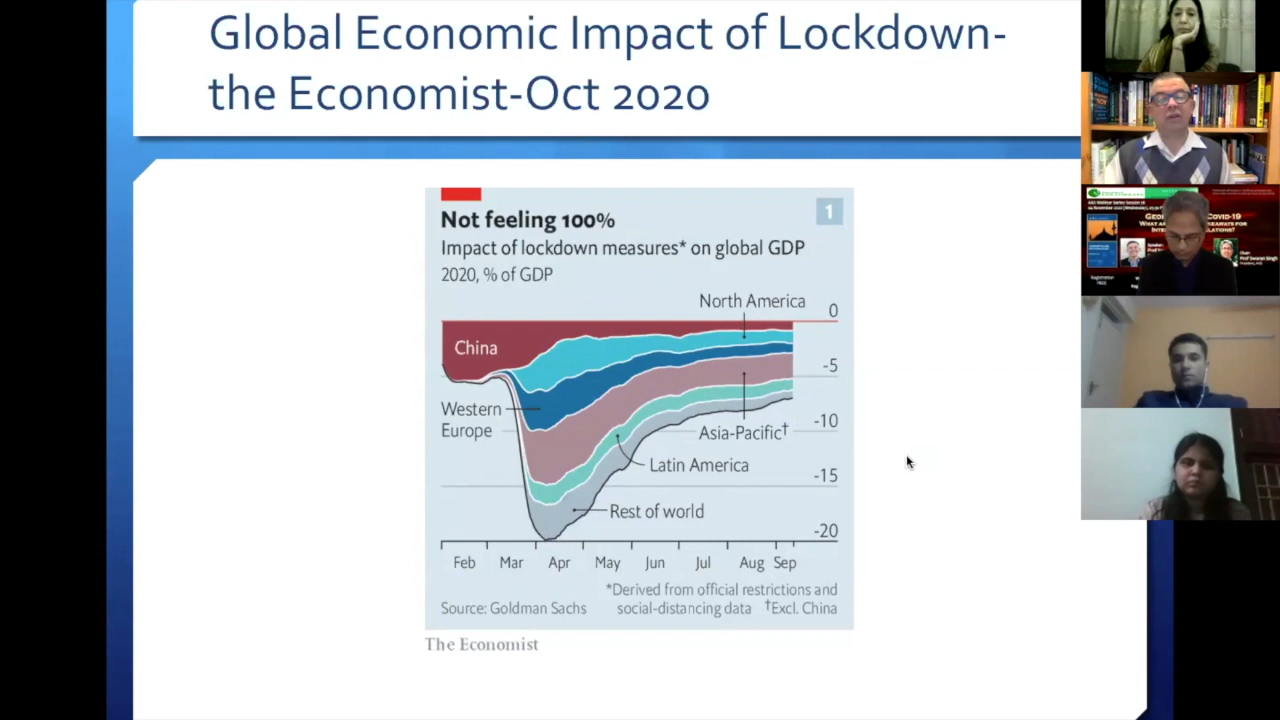 Global Economic Impact of Lockdown-
the Economist-Oct 2020
Not feeling 100%
1
Impact of lockdown measures* on global GDP
2020, % of GDP
North America
0
China
-5
Western
Europe
-10
Asia-Pacific†
Latin America
-15
Rest of world
-20
Feb Mar Apr May Jun Jul Aug Sep
*Derived from official restrictions and
social-distancing data †Excl. China
Source: Goldman Sachs
The Economist